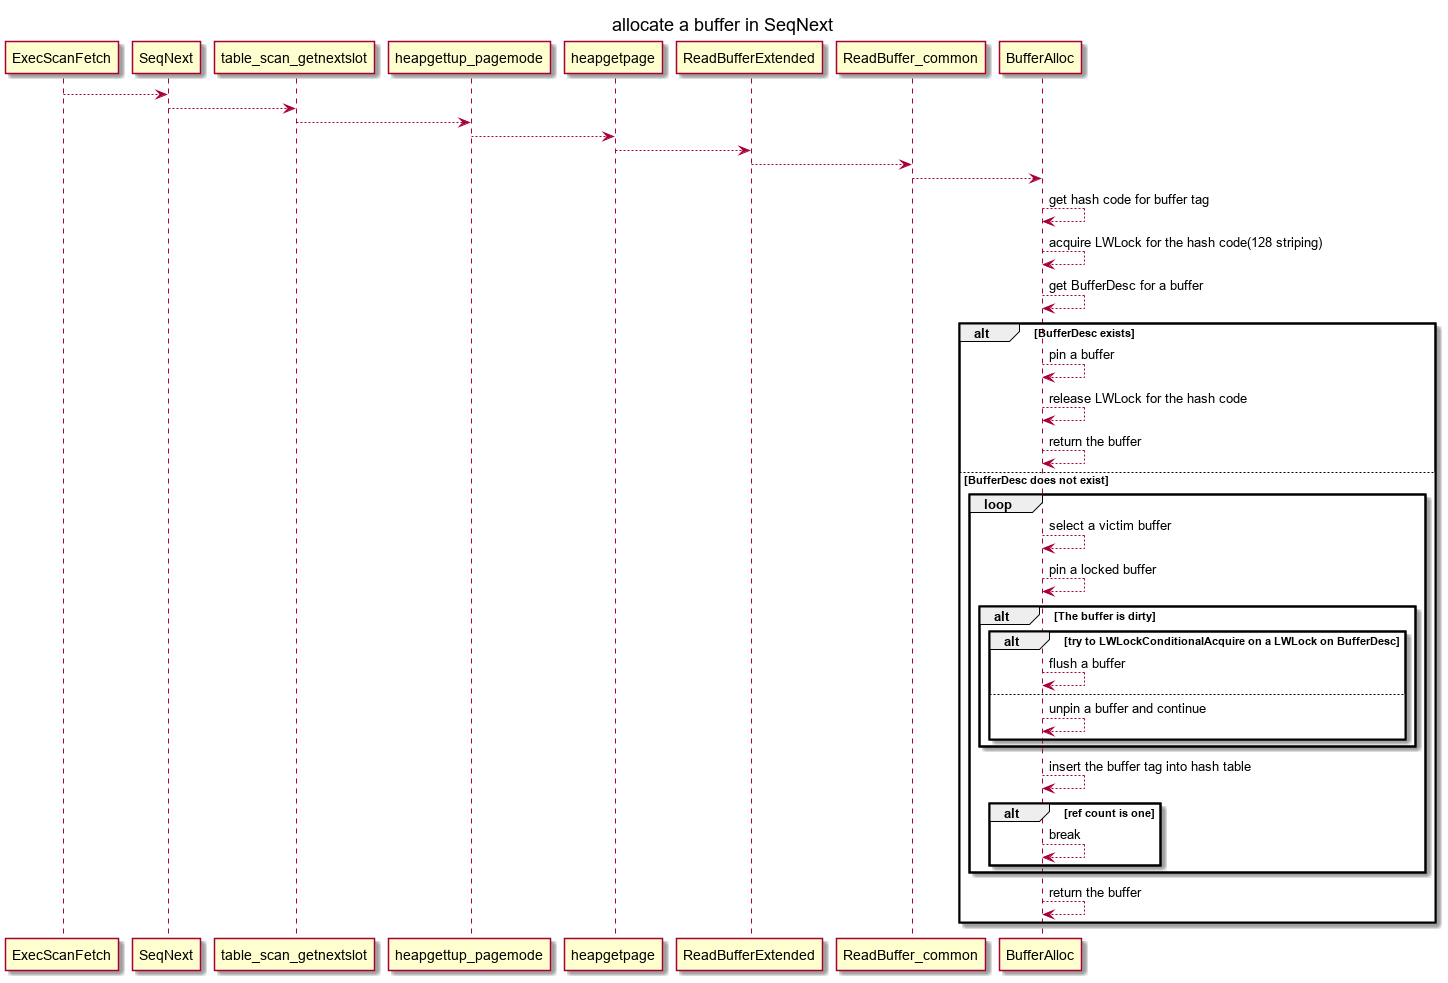 allocate a buffer in SeqNext
ExecScanFetch
SeqNext
table_scan_getnextslot
heapgettup_pagemode
heapgetpage
ReadBufferExtended
ReadBuffer_common
BufferAlloc
get hash code for buffer tag
acquire LWLock for the hash code(128 striping)
get BufferDesc for a buffer
alt [BufferDesc exists]
pin a buffer
release LWLock for the hash code
return the buffer
[BufferDesc does not exist]
loop
select a victim buffer
pin a locked buffer
alt [The buffer is dirty]
alt [try to LWLockConditionalAcquire on a LWLock on BufferDesc]
flush a buffer
unpin a buffer and continue
insert the buffer tag into hash table
alt [ref count is one]
break
return the buffer
ExecScanFetch
SeqNext
table_scan_getnextslot
heapgettup_pagemode
heapgetpage
ReadBufferExtended
ReadBuffer_common
BufferAlloc